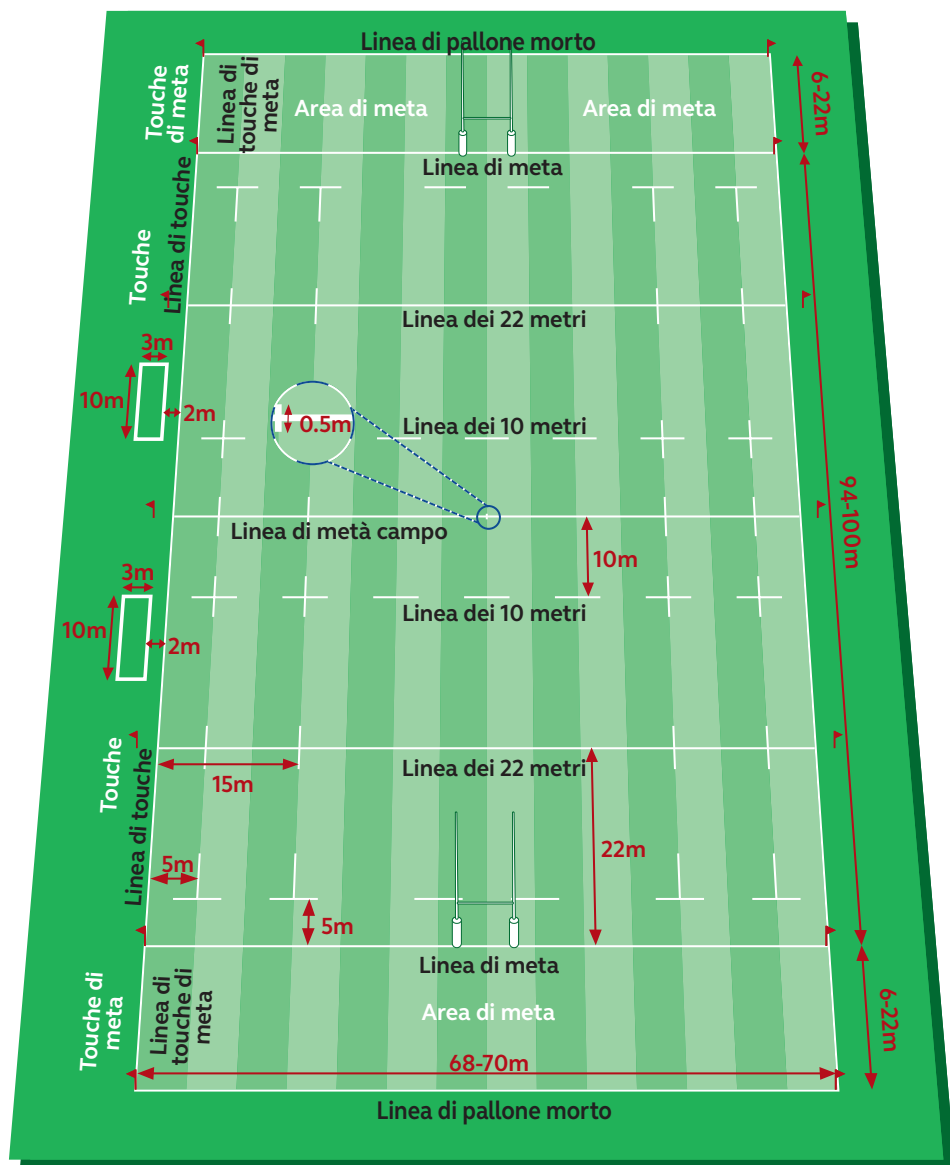 Linea di pallone morto
Touche
di meta
Linea di
touche di
meta
Area di meta
Area di meta
6-22m
Linea di meta
Linea di touche
Touche
Linea dei 22 metri
3m
10m
2m
0.5m
Linea dei 10 metri
94-100m
Linea di metà campo
10m
3m
10m
2m
Linea dei 10 metri
Touche
Linea di touche
15m
Linea dei 22 metri
22m
5m
5m
Linea di meta
Touche di
meta
Linea di
touche di
meta
Area di meta
6-22m
68-70m
Linea di pallone morto